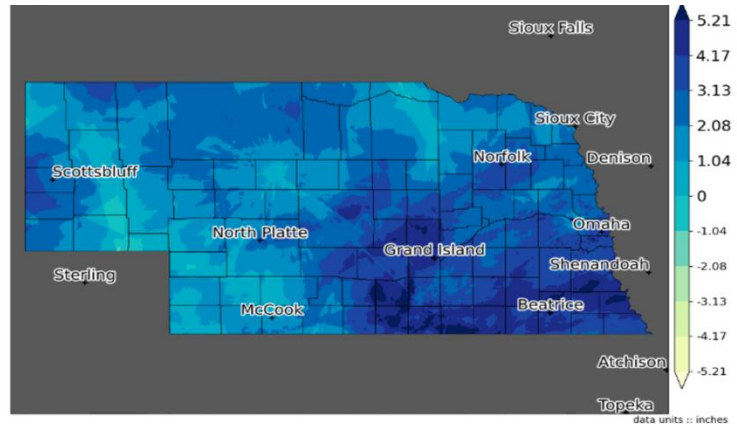 Sioux Falls
Sioux City
Scottsbluff
Norfolk
Denison
North Platte
Omaha
Grand Island
Sterling
Shenandoah
McCook
Beatrice
Atchison
Topeka
5.21
4.17
3.13
2.08
1.04
0
-1.04
-2.08
-3.13
-4.17
-5.21
data units :: inches